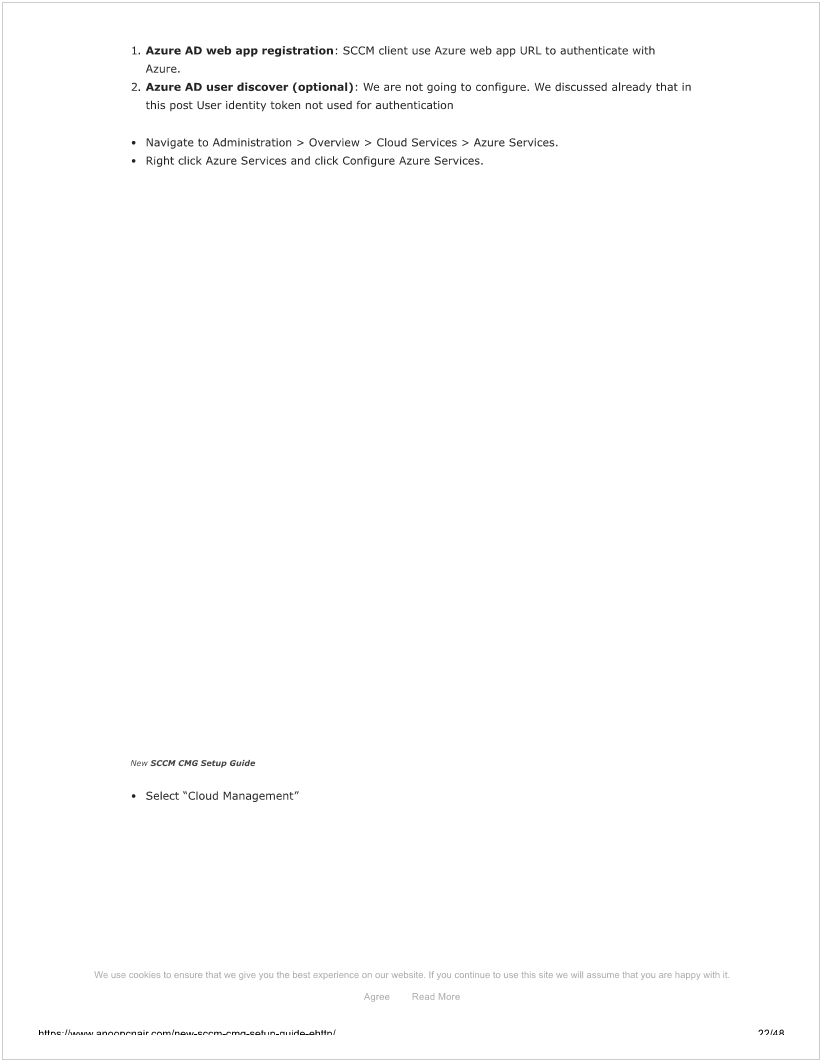 1. Azure AD web app registration: SCCM client use Azure web app URL to authenticate with
Azure.
2. Azure AD user discover (optional): We are not going to configure. We discussed already that in
this post User identity token not used for authentication
• Navigate to Administration > Overview > Cloud Services > Azure Services.
• Right click Azure Services and click Configure Azure Services.
New SCCM CMG Setup Guide
• Select “Cloud Management”
We use cookies to ensure that we give you the best experience on our website. If you continue to use this site we will assume that you are happy with it.
Agree Read More
https://www.anoopcnair.com/new-sccm-cmg-setup-guide-ehttp/ 22/48